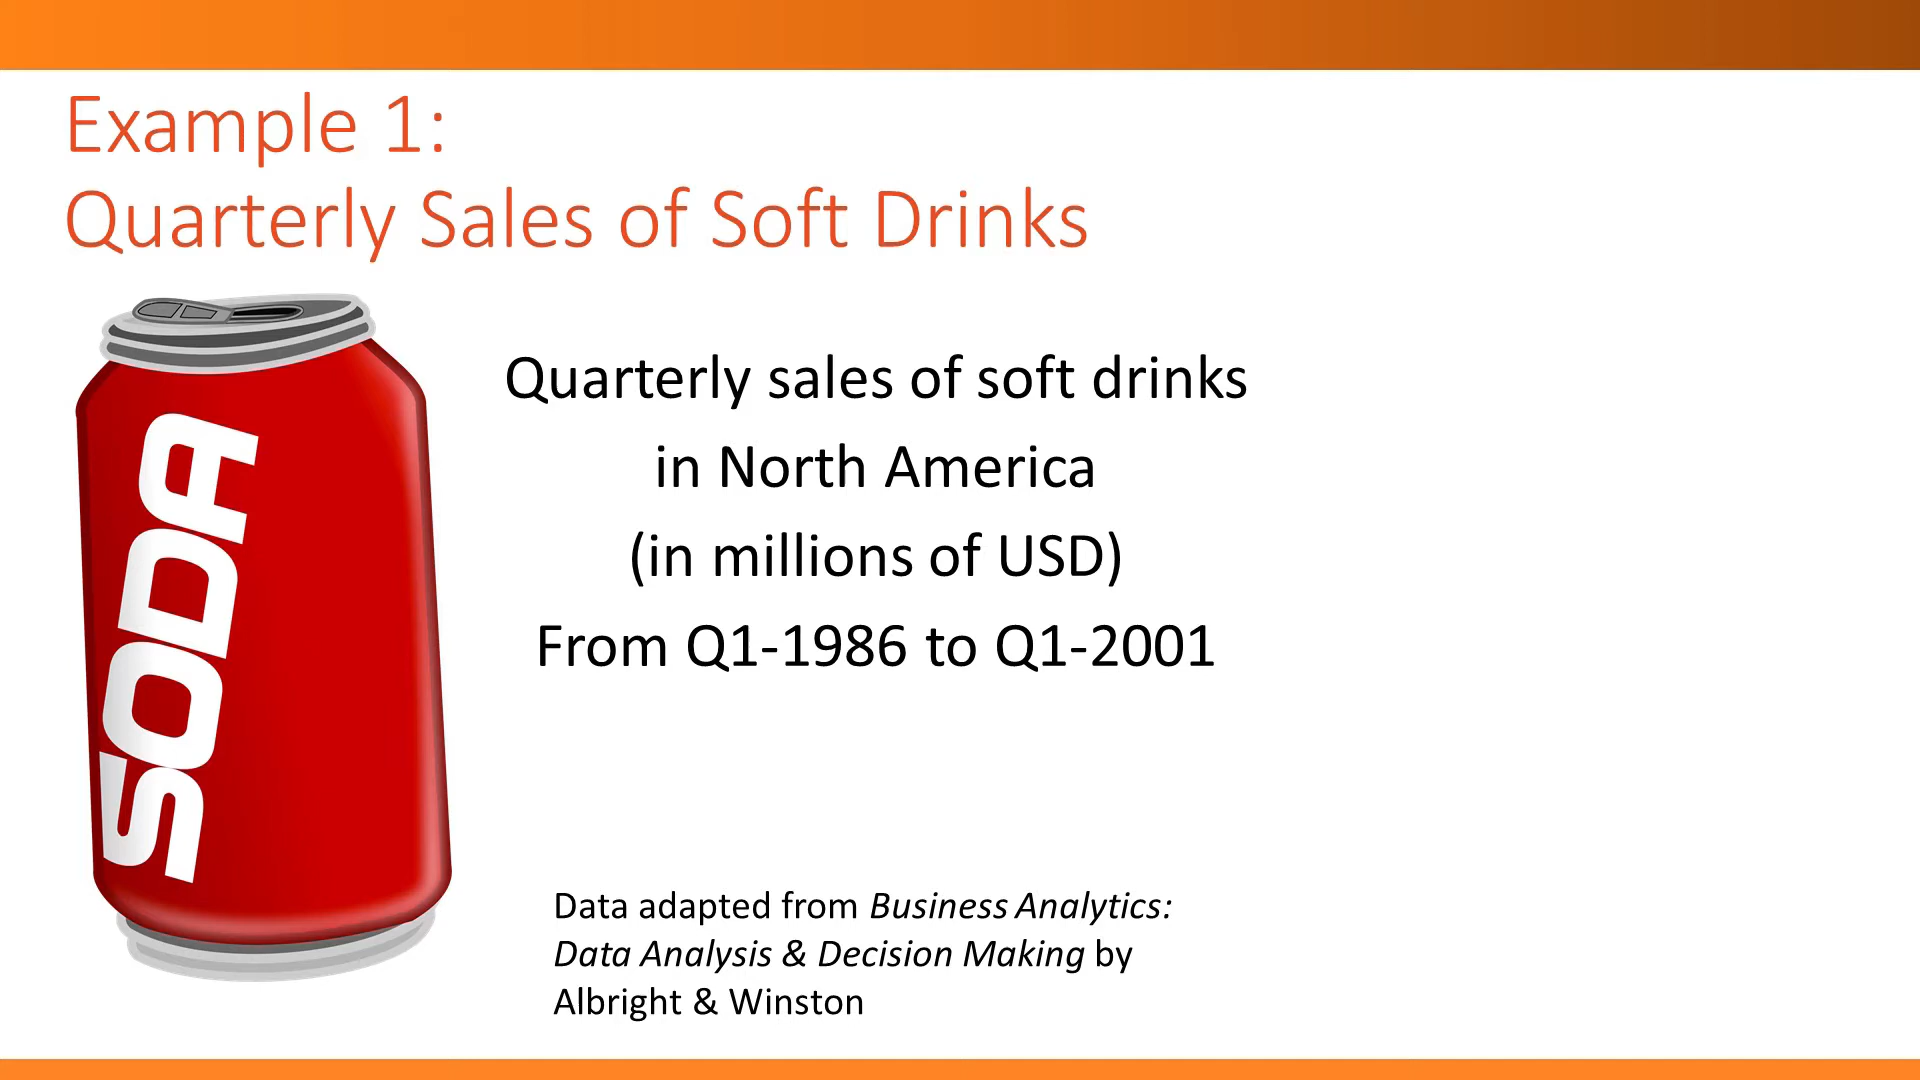 Example 1:
Quarterly Sales of Soft Drinks
SODA
Quarterly sales of soft drinks
in North America
(in millions of USD)
From Q1-1986 to Q1-2001
Data adapted from Business Analytics:
Data Analysis & Decision Making by
Albright & Winston